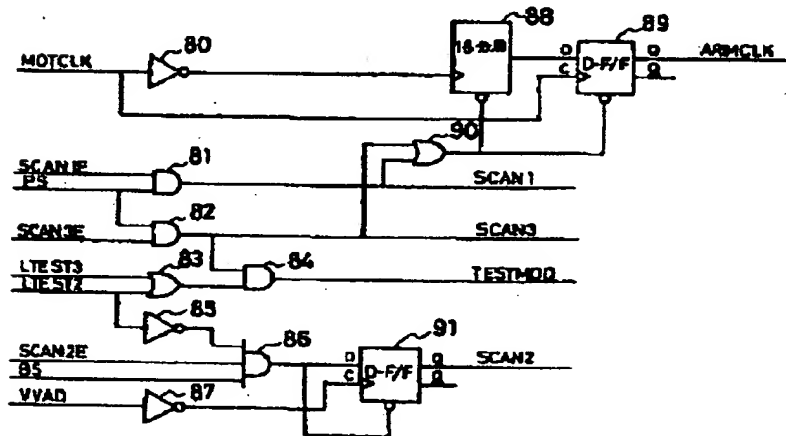 80
88
89
MOTCLK
D
D-F/F
Q
ARMCLK
C
Q
90
81
SCAN1E
PS
SCAN1
82
SCAN3E
SCAN3
83
84
LTEST3
LTEST2
TESTMOD
85
86
91
SCAN2E
85
D
D-F/F
Q
SCAN2
C
Q
87
VVAD